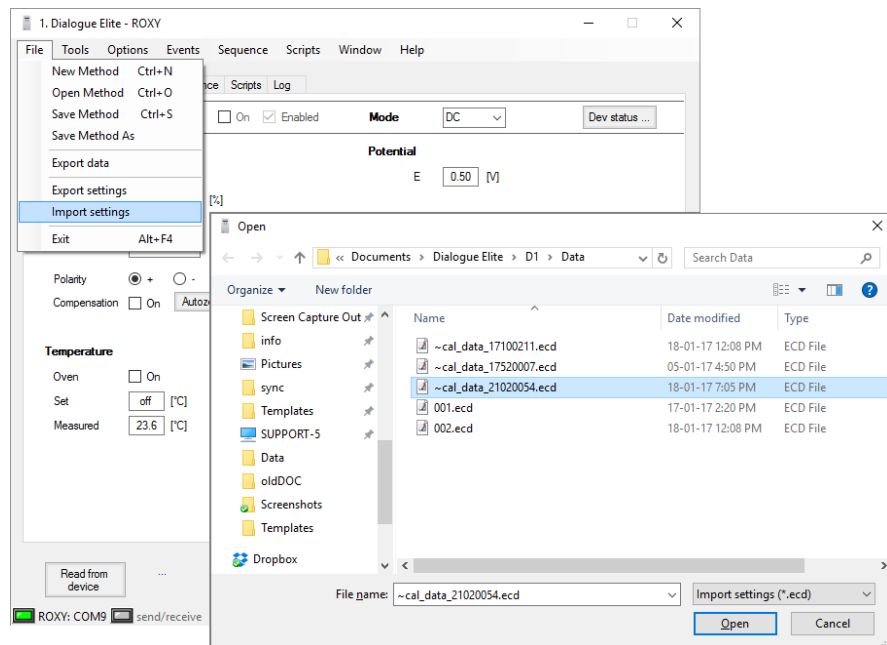 1. Dialogue Elite - ROXY
File Tools Options Events Sequence Scripts Window Help
New Method Ctrl+N
Open Method Ctrl+O
Save Method Ctrl+S
Save Method As
Export data
Export settings
Import settings
Exit Alt+F4
Scripts Log
On Enabled Mode DC Dev status ...
Potential
E 0.50 [V]
[%]
Polarity + -
Compensation On
Temperature
Oven On
Set off [°C]
Measured 23.6 [°C]
Read from
device
...
ROXY: COM9 send/receive
Open
« Documents › Dialogue Elite › D1 › Data Search Data
Organize New folder
Screen Capture Out
info
Pictures
sync
Templates
SUPPORT-5
Data
oldDOC
Screenshots
Templates
Dropbox
Name Date modified Type
~cal_data_17100211.ecd 18-01-17 12:08 PM ECD File
~cal_data_17520007.ecd 05-01-17 4:50 PM ECD File
~cal_data_21020054.ecd 18-01-17 7:05 PM ECD File
001.ecd 17-01-17 2:20 PM ECD File
002.ecd 18-01-17 12:08 PM ECD File
File name: ~cal_data_21020054.ecd Import settings (*.ecd)
Open Cancel